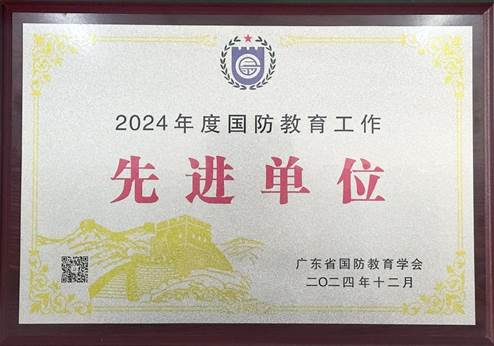 2024年度国防教育工作
先进单位
广东省国防教育学会
二〇二四年十二月